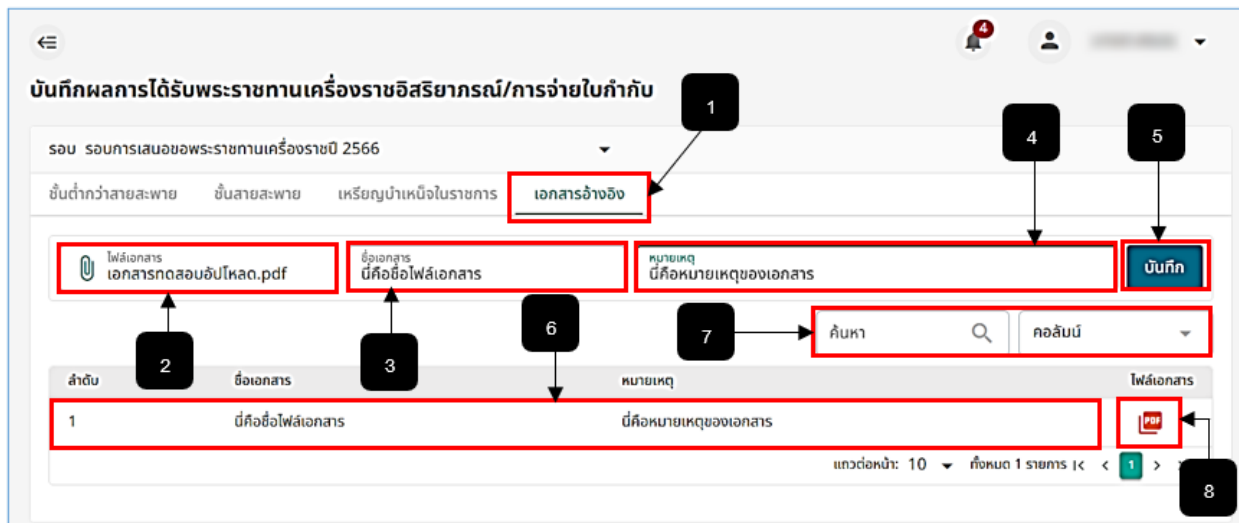 4
บันทึกผลการได้รับพระราชทานเครื่องราชอิสริยาภรณ์/การจ่ายใบกำกับ
1
4
5
รอบ รอบการเสนอขอพระราชทานเครื่องราชปี 2566
ชั้นต่ำกว่าสายสะพาย ชั้นสายสะพาย เหรียญบำเหน็จในราชการ เอกสารอ้างอิง
ไฟล์เอกสาร ชื่อเอกสาร หมายเหตุ
เอกสารทดสอบอัปโหลด.pdf นี่คือชื่อไฟล์เอกสาร นี่คือหมายเหตุของเอกสาร บันทึก
2
3
6
7
ค้นหา คอลัมน์
ลำดับ ชื่อเอกสาร หมายเหตุ ไฟล์เอกสาร
1 นี่คือชื่อไฟล์เอกสาร นี่คือหมายเหตุของเอกสาร PDF
แถวต่อหน้า: 10 ทั้งหมด 1 รายการ |< < 1 >
8